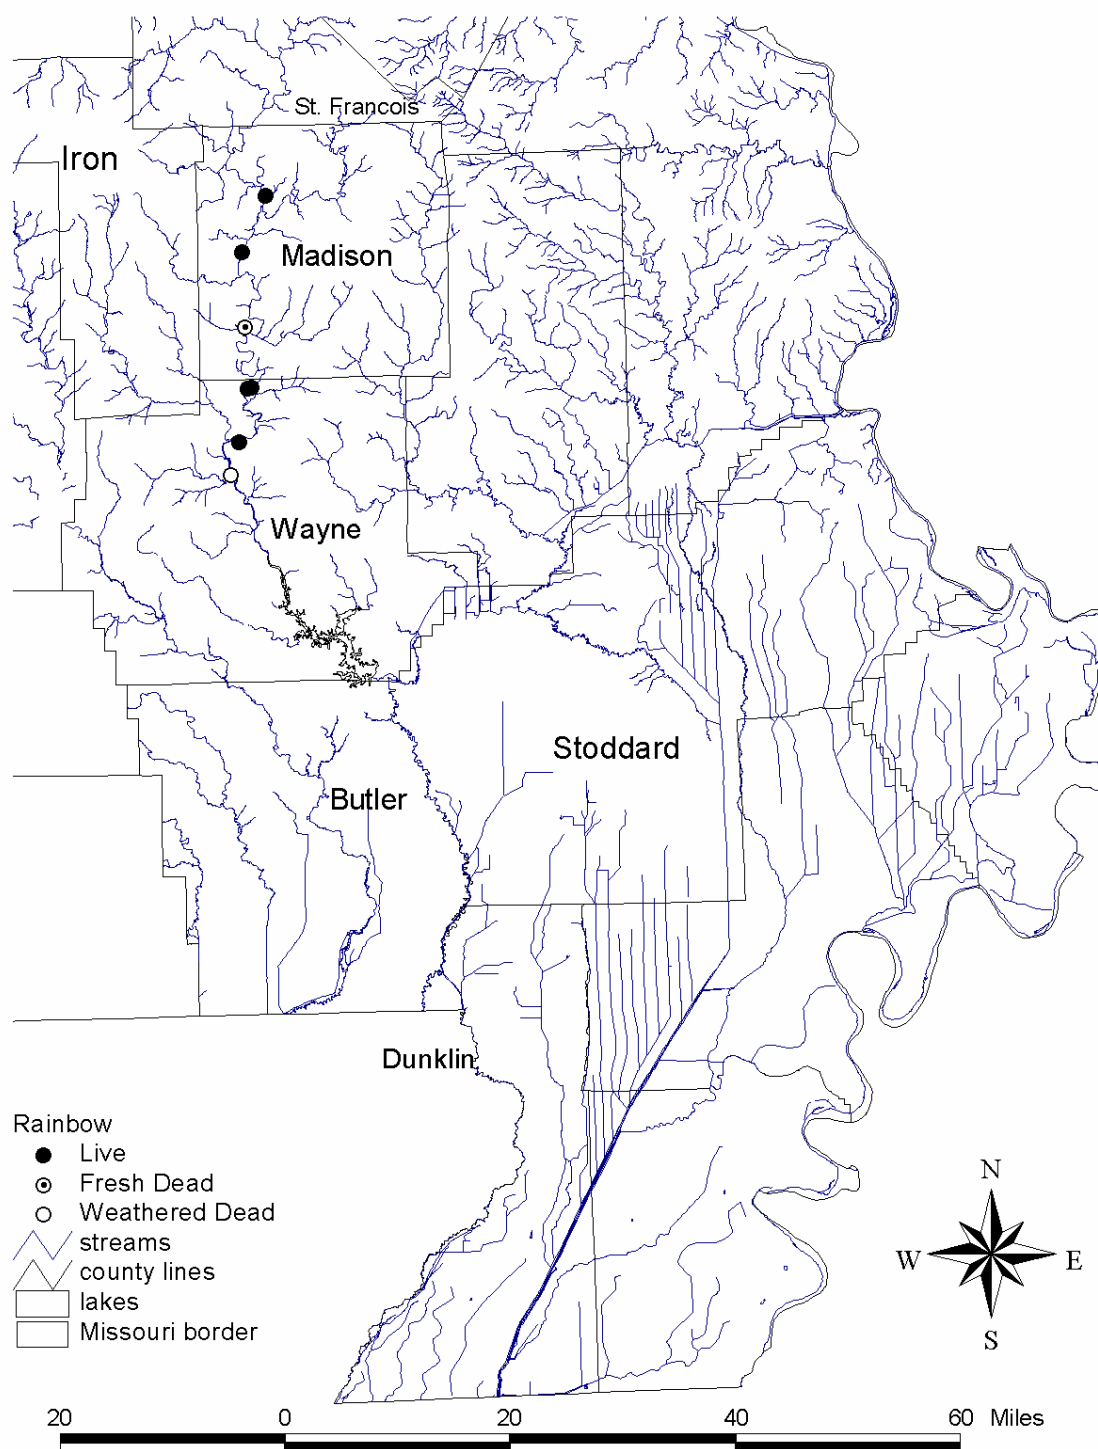 St. Francois
Iron
Madison
Wayne
Stoddard
Butler
Dunklin
Rainbow
Live
Fresh Dead
Weathered Dead
streams
county lines
lakes
Missouri border
N
W E
S
20 0 20 40 60 Miles